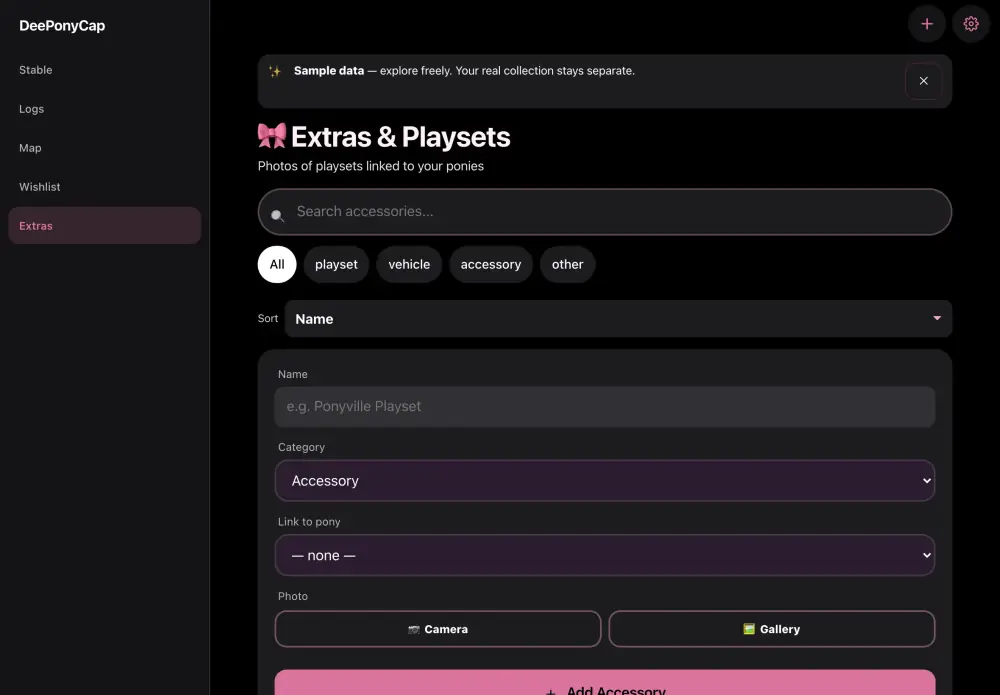 DeePonyCap
Stable
Logs
Map
Wishlist
Extras
Sample data — explore freely. Your real collection stays separate.
Extras & Playsets
Photos of playsets linked to your ponies
Search accessories...
All
playset
vehicle
accessory
other
Sort
Name
Name
e.g. Ponyville Playset
Category
Accessory
Link to pony
— none —
Photo
Camera
Gallery
+ Add Accessory